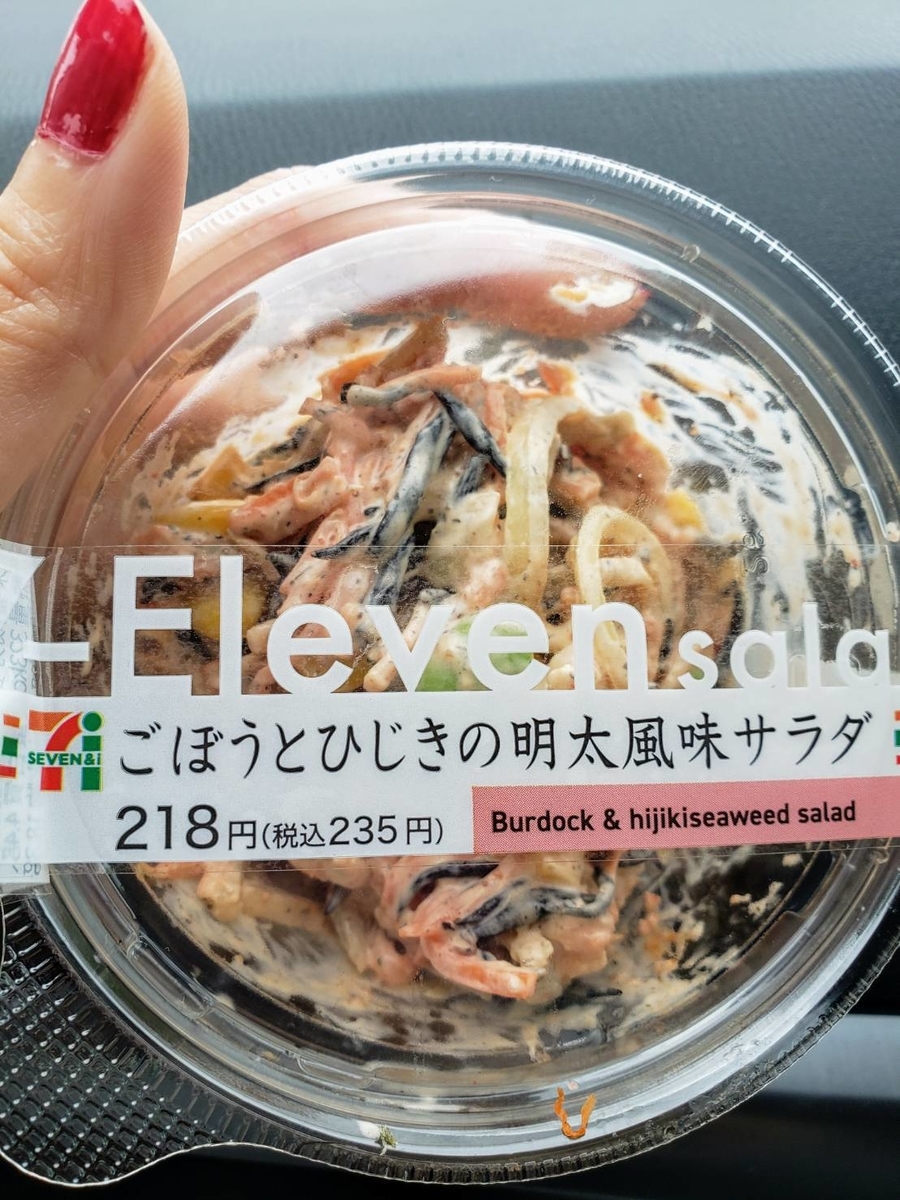 Eleven sala
SEVEN&i
ごぼうとひじきの明太風味サラダ
218円(税込235円)
Burdock & hijikiseaweed salad